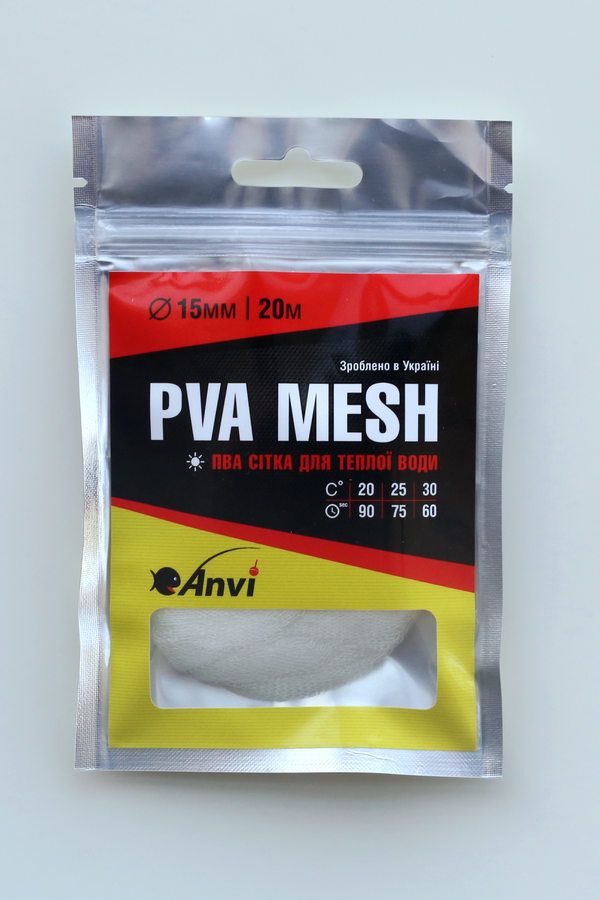 Ø 15мм | 20м
Зроблено в Україні
PVA MESH
ПВА СІТКА ДЛЯ ТЕПЛОЇ ВОДИ
C° 20 25 30
sec 90 75 60
Anvi